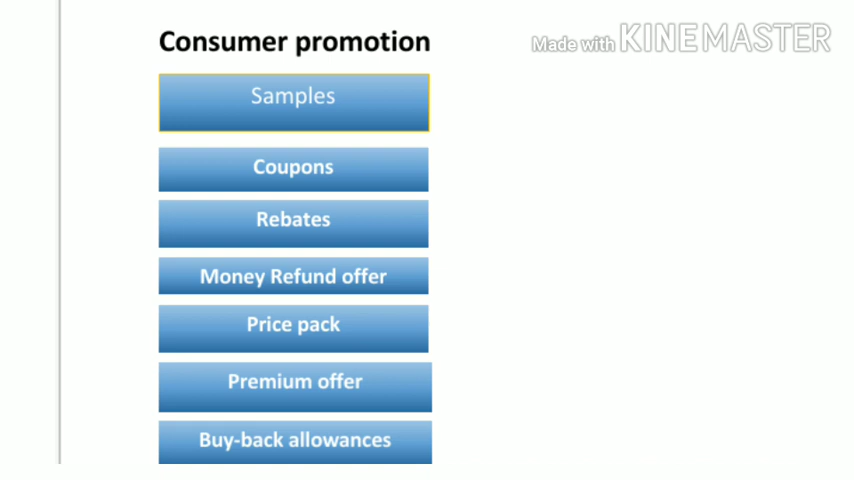 Consumer promotion
Made with KINEMASTER
Samples
Coupons
Rebates
Money Refund offer
Price pack
Premium offer
Buy-back allowances